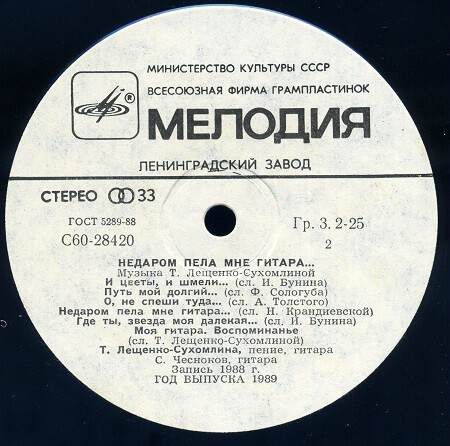 МИНИСТЕРСТВО КУЛЬТУРЫ СССР
ВСЕСОЮЗНАЯ ФИРМА ГРАМПЛАСТИНОК
МЕЛОДИЯ
ЛЕНИНГРАДСКИЙ ЗАВОД
СТЕРЕО 33
ГОСТ 5289-88
С60-28420
Гр. 3. 2-25
2
НЕДАРОМ ПЕЛА МНЕ ГИТАРА...
Музыка Т. Лещенко-Сухомлиной
И цветы, и шмели... (сл. И. Бунина)
Путь мой долгий... (сл. Ф. Сологуба)
О, не спеши туда... (сл. А. Толстого)
Недаром пела мне гитара... (сл. Н. Крандиевской)
Где ты, звезда моя далекая... (сл. И. Бунина)
Моя гитара. Воспоминанье
(сл. Т. Лещенко-Сухомлиной)
Т. Лещенко-Сухомлина, пение, гитара
С. Чесноков, гитара
Запись 1988 г.
ГОД ВЫПУСКА 1989